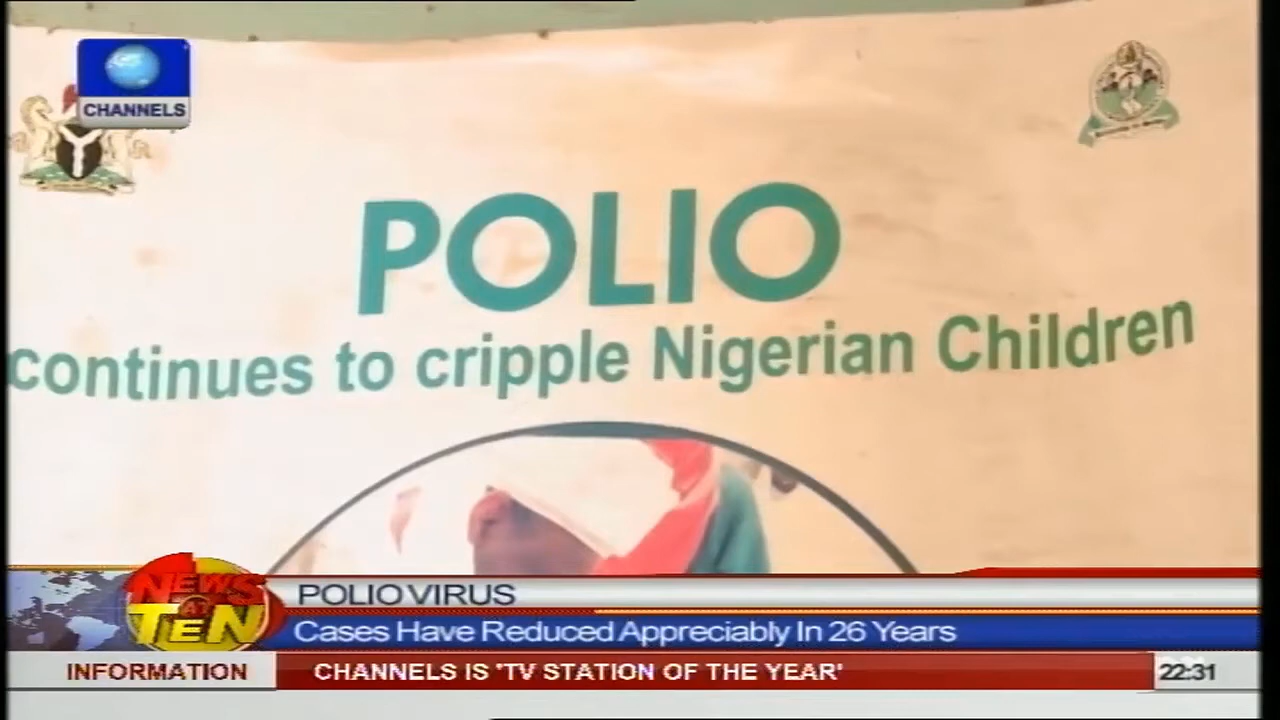 CHANNELS
POLIO
continues to cripple Nigerian Children
NEWS
AT
TEN
POLIO VIRUS
Cases Have Reduced Appreciably In 26 Years
INFORMATION
CHANNELS IS 'TV STATION OF THE YEAR'
22:31